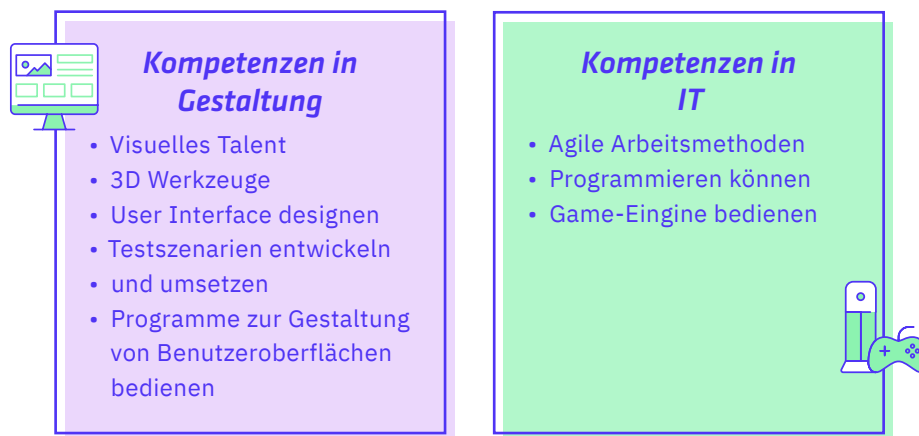 Kompetenzen in
Gestaltung
• Visuelles Talent
• 3D Werkzeuge
• User Interface designen
• Testszenarien entwickeln
• und umsetzen
• Programme zur Gestaltung
von Benutzeroberflächen
bedienen
Kompetenzen in
IT
• Agile Arbeitsmethoden
• Programmieren können
• Game-Eingine bedienen